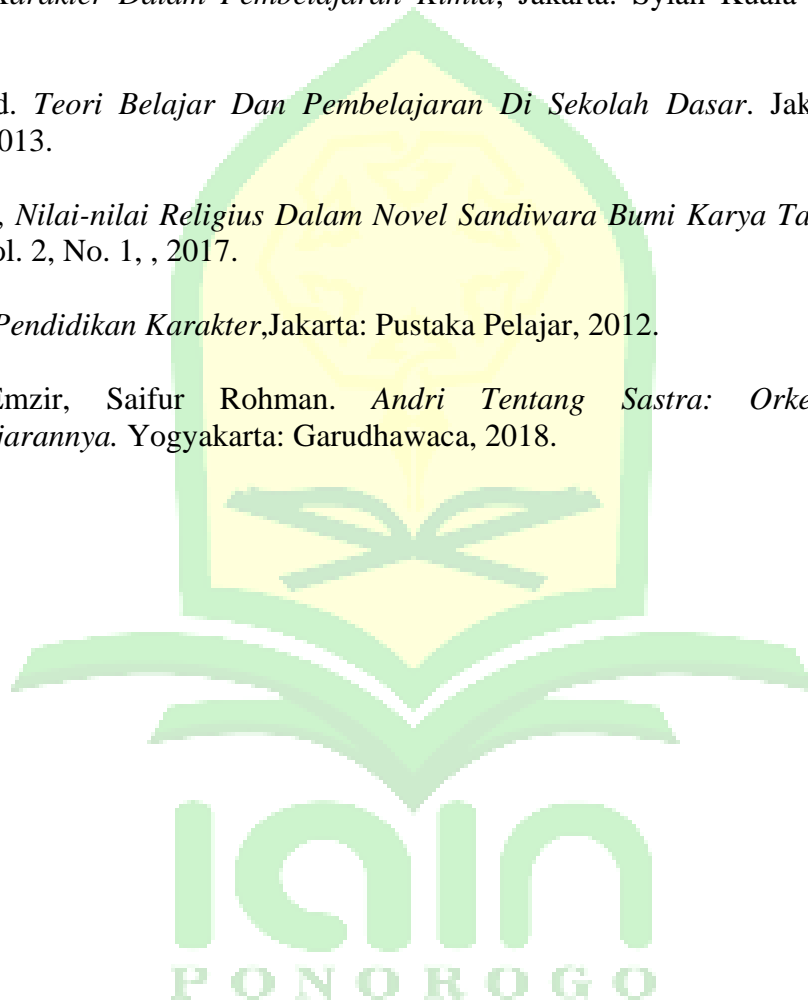 Karakter Dalam Pembelajaran Kimia, Jakarta: Syiah Kuala
d. Teori Belajar Dan Pembelajaran Di Sekolah Dasar. Jak
013.
, Nilai-nilai Religius Dalam Novel Sandiwara Bumi Karya Ta
ol. 2, No. 1, , 2017.
Pendidikan Karakter,Jakarta: Pustaka Pelajar, 2012.
Emzir, Saifur Rohman. Andri Tentang Sastra: Orke
jarannya. Yogyakarta: Garudhawaca, 2018.
iain
PONOROGO